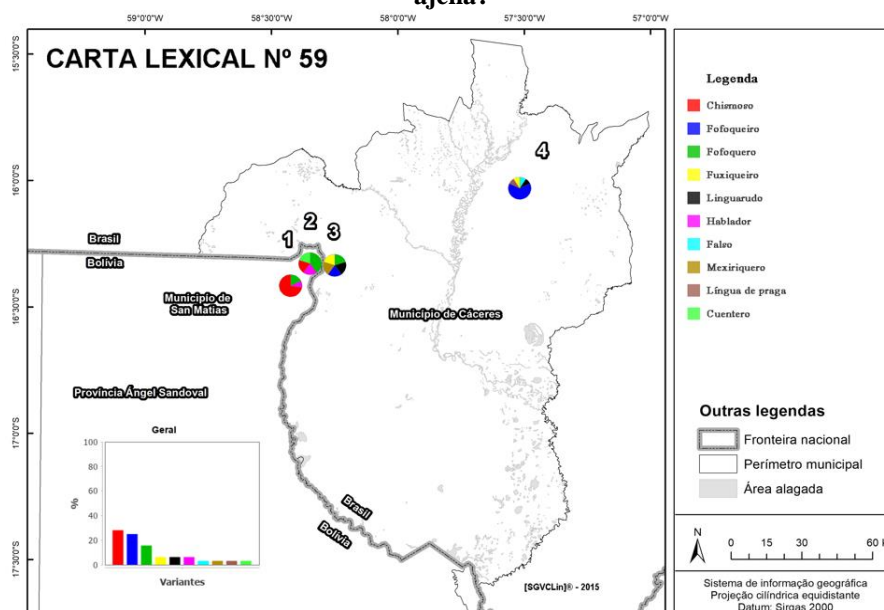 ajena?
59°0'0"W
58°30'0"W
58°0'0"W
57°30'0"W
57°0'0"W
15°30'0"S
16°0'0"S
16°30'0"S
17°0'0"S
17°30'0"S
CARTA LEXICAL Nº 59
4
1
2
3
Brasil
Bolívia
Município de
San Matías
Município de Cáceres
Província Ángel Sandoval
Geral
100
80
60
40
20
0
%
Variantes
Brasil
Bolívia
[SGVCLin]® - 2015
Legenda
Chismoso
Fofoqueiro
Fofoquero
Fuxiqueiro
Linguarudo
Hablador
Falso
Mexiriquero
Língua de praga
Cuentero
Outras legendas
Fronteira nacional
Perímetro municipal
Área alagada
N
0 15 30 60
Sistema de informação geográfica
Projeção cilíndrica equidistante
Datum: Sirgas 2000